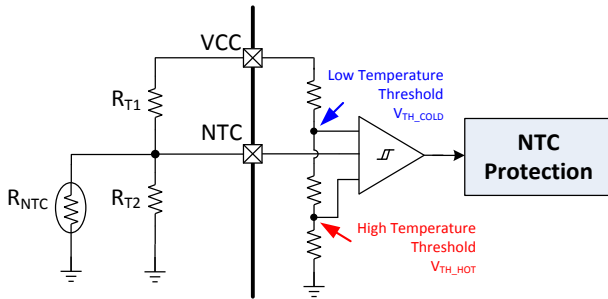 VCC
Low Temperature
Threshold
V_TH_COLD
R_T1
NTC
NTC
Protection
R_NTC
R_T2
High Temperature
Threshold
V_TH_HOT